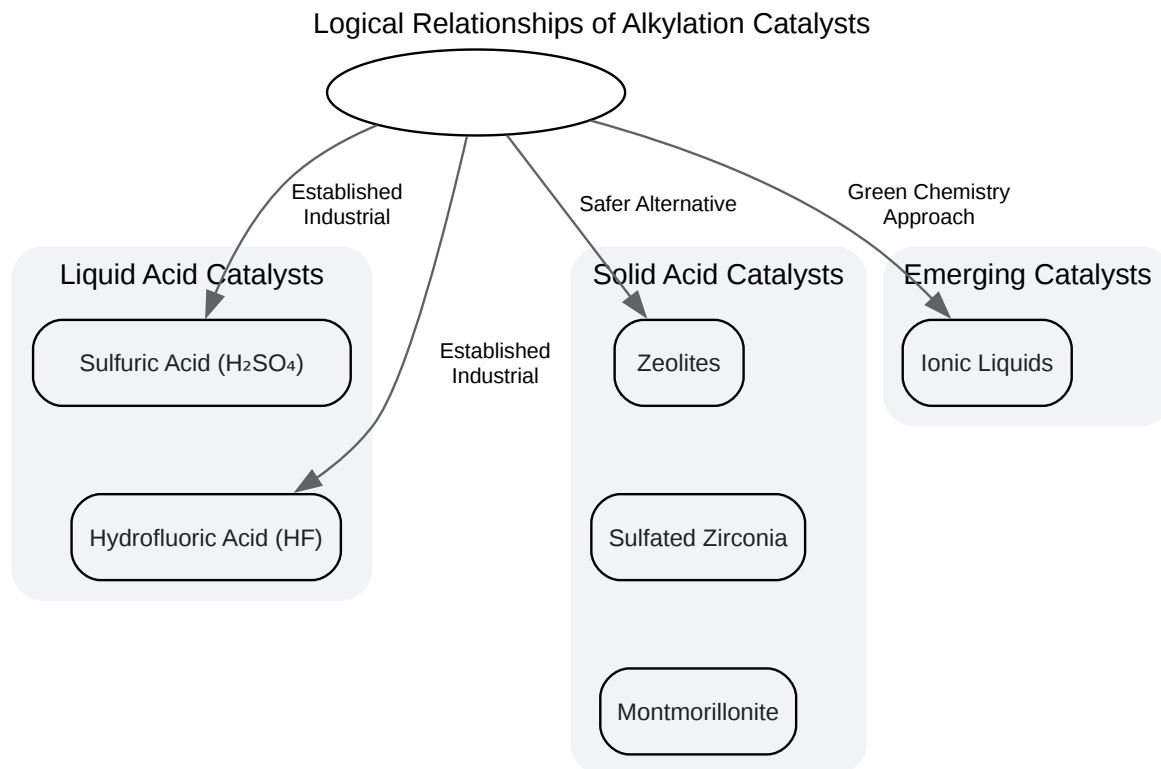 Logical Relationships of Alkylation Catalysts
Established
Industrial
Safer Alternative
Green Chemistry
Approach
Liquid Acid Catalysts
Solid Acid Catalysts
Emerging Catalysts
Sulfuric Acid (H₂SO₄)
Established
Industrial
Zeolites
Ionic Liquids
Hydrofluoric Acid (HF)
Sulfated Zirconia
Montmorillonite